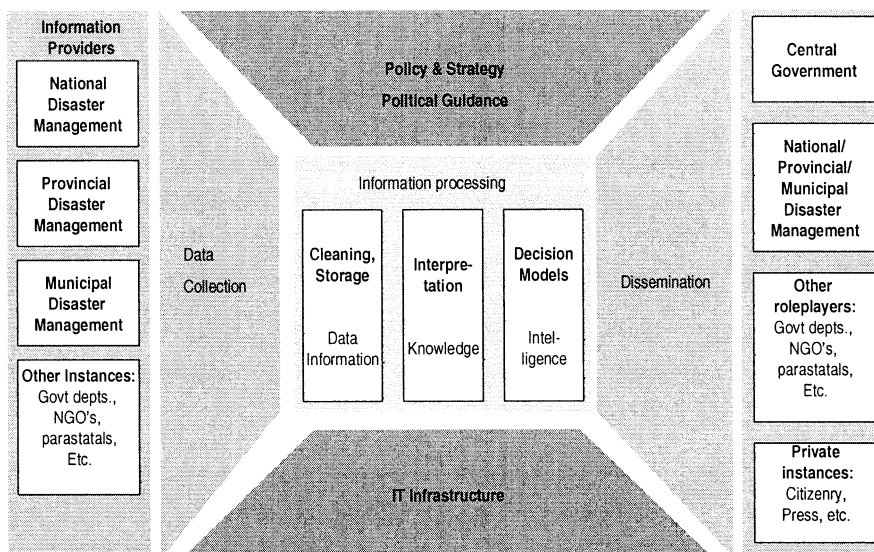 Information
Providers
National
Disaster
Management
Provincial
Disaster
Management
Municipal
Disaster
Management
Other Instances:
Govt depts.,
NGO's,
parastatals,
Etc.
Data
Collection
Policy & Strategy
Political Guidance
Information processing
Cleaning,
Storage
Data
Information
Interpre-
tation
Knowledge
Decision
Models
Intel-
ligence
IT Infrastructure
Dissemination
Central
Government
National/
Provincial/
Municipal
Disaster
Management
Other
roleplayers:
Govt depts.,
NGO's,
parastatals,
Etc.
Private
instances:
Citizenry,
Press, etc.